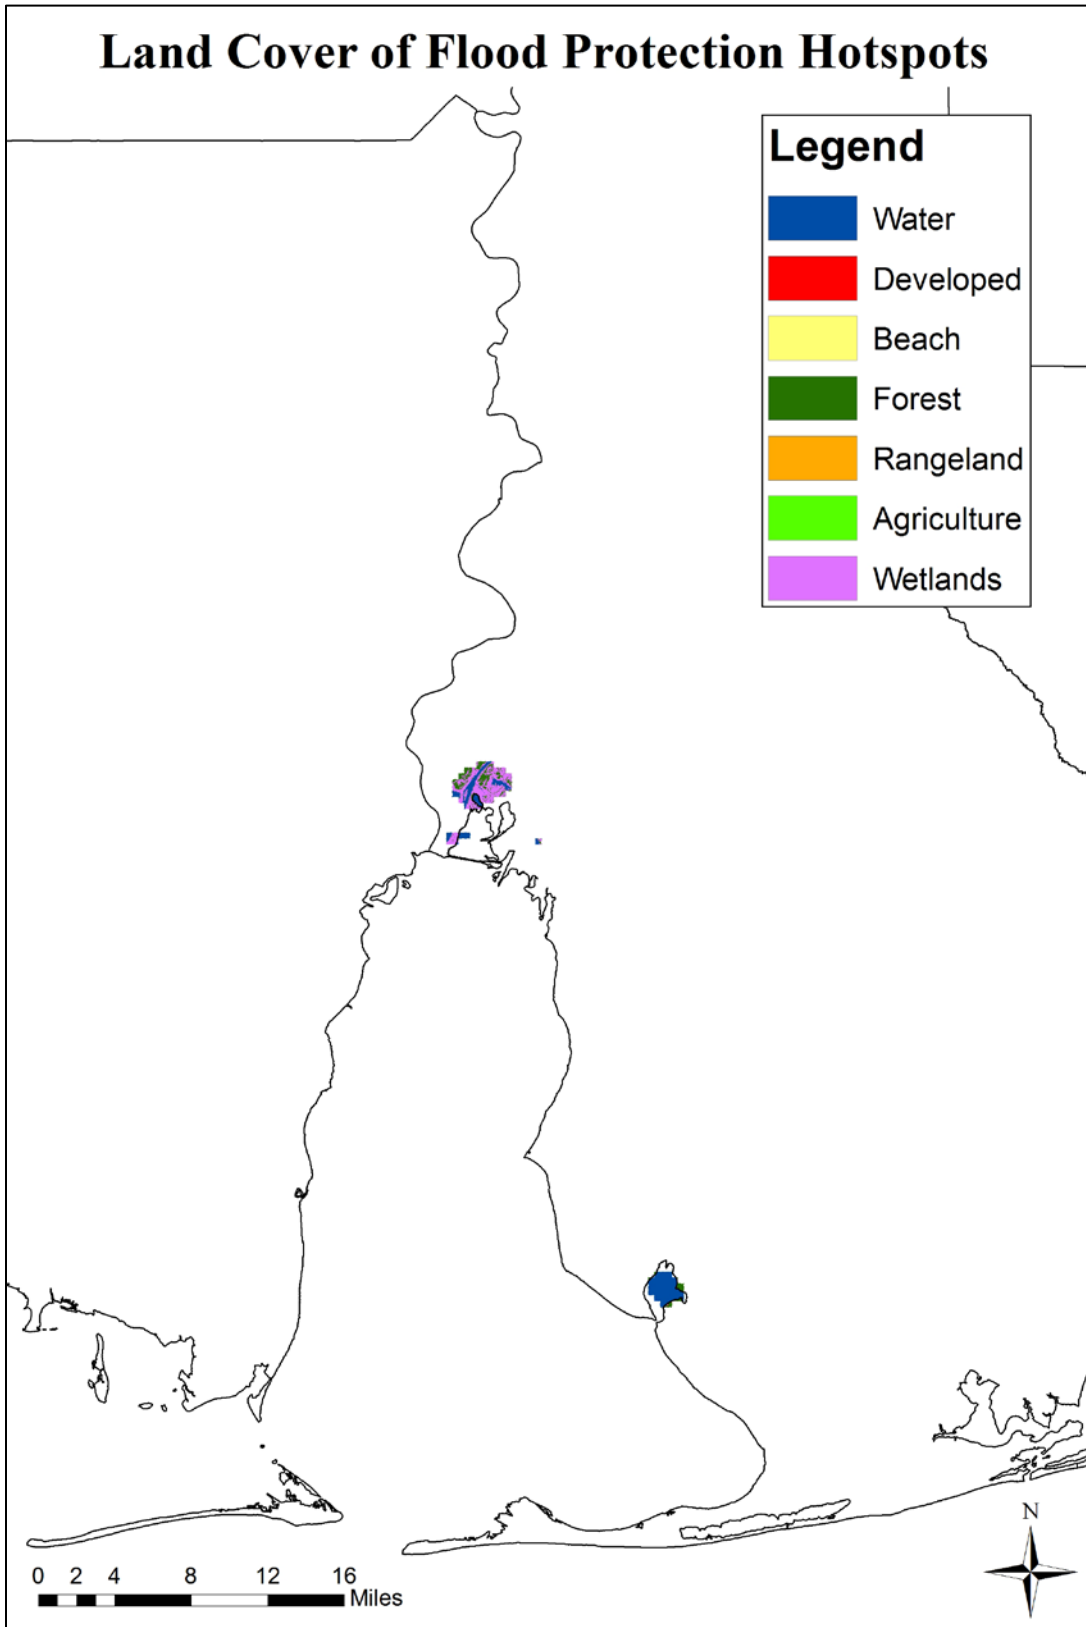 Land Cover of Flood Protection Hotspots
Legend
Water
Developed
Beach
Forest
Rangeland
Agriculture
Wetlands
N
0 2 4 8 12 16
Miles